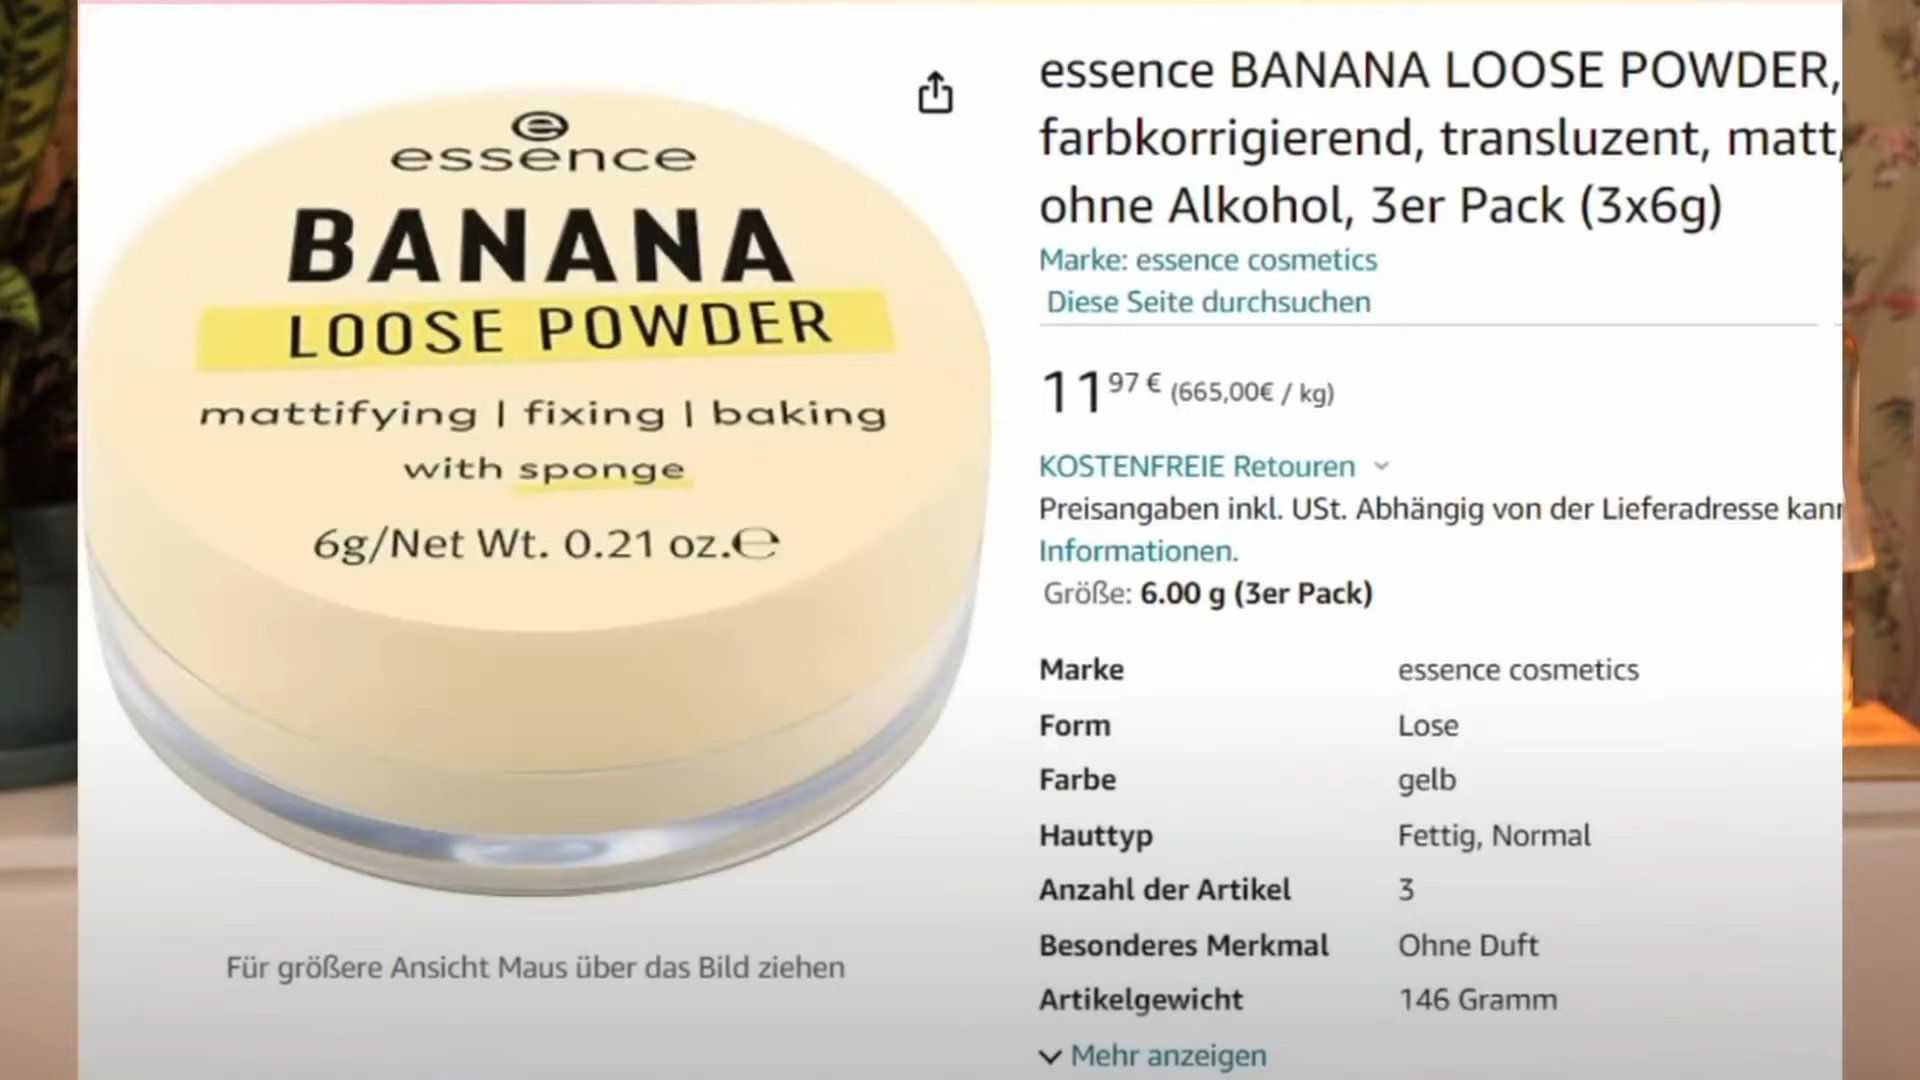 essence
BANANA
LOOSE POWDER
mattifying | fixing | baking
with sponge
6g/Net Wt. 0.21 oz.℮
Für größere Ansicht Maus über das Bild ziehen
essence BANANA LOOSE POWDER,
farbkorrigierend, transluzent, matt,
ohne Alkohol, 3er Pack (3x6g)
Marke: essence cosmetics
Diese Seite durchsuchen
11 97 € (665,00€ / kg)
KOSTENFREIE Retouren
Preisangaben inkl. USt. Abhängig von der Lieferadresse kann
Informationen.
Größe: 6.00 g (3er Pack)
Marke essence cosmetics
Form Lose
Farbe gelb
Hauttyp Fettig, Normal
Anzahl der Artikel 3
Besonderes Merkmal Ohne Duft
Artikelgewicht 146 Gramm
Mehr anzeigen